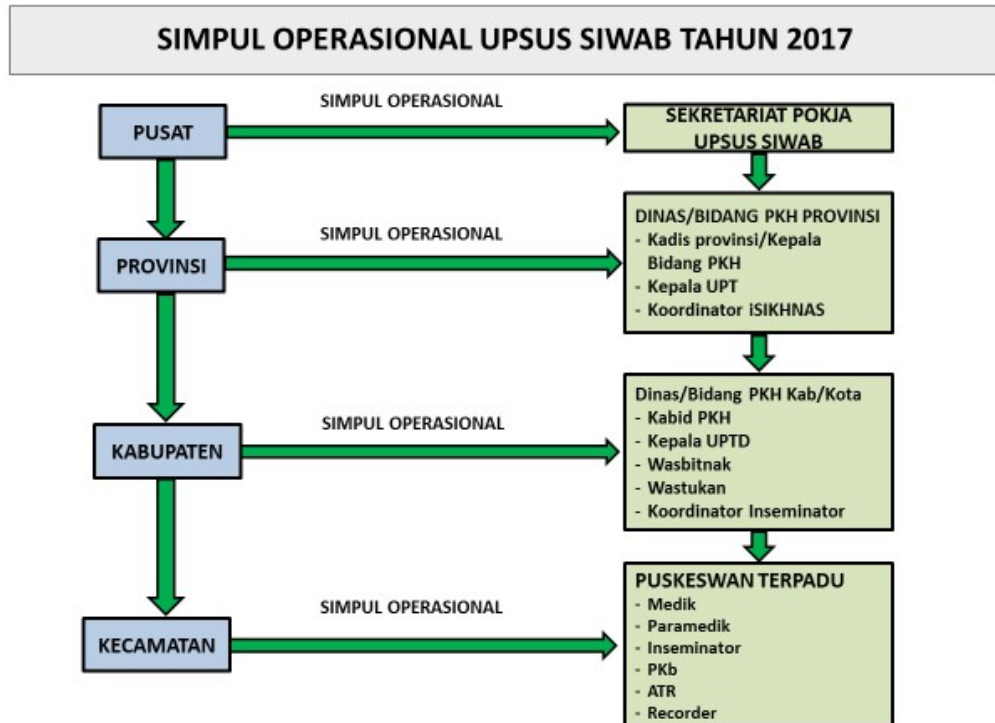 SIMPUL OPERASIONAL UPSUS SIWAB TAHUN 2017
PUSAT
SIMPUL OPERASIONAL
SEKRETARIAT POKJA
UPSUS SIWAB
PROVINSI
SIMPUL OPERASIONAL
DINAS/BIDANG PKH PROVINSI
- Kadis provinsi/Kepala
Bidang PKH
- Kepala UPT
- Koordinator iSIKHNAS
KABUPATEN
SIMPUL OPERASIONAL
Dinas/Bidang PKH Kab/Kota
- Kabid PKH
- Kepala UPTD
- Wasbitnak
- Wastukan
- Koordinator Inseminator
KECAMATAN
SIMPUL OPERASIONAL
PUSKESWAN TERPADU
- Medik
- Paramedik
- Inseminator
- PKb
- ATR
- Recorder